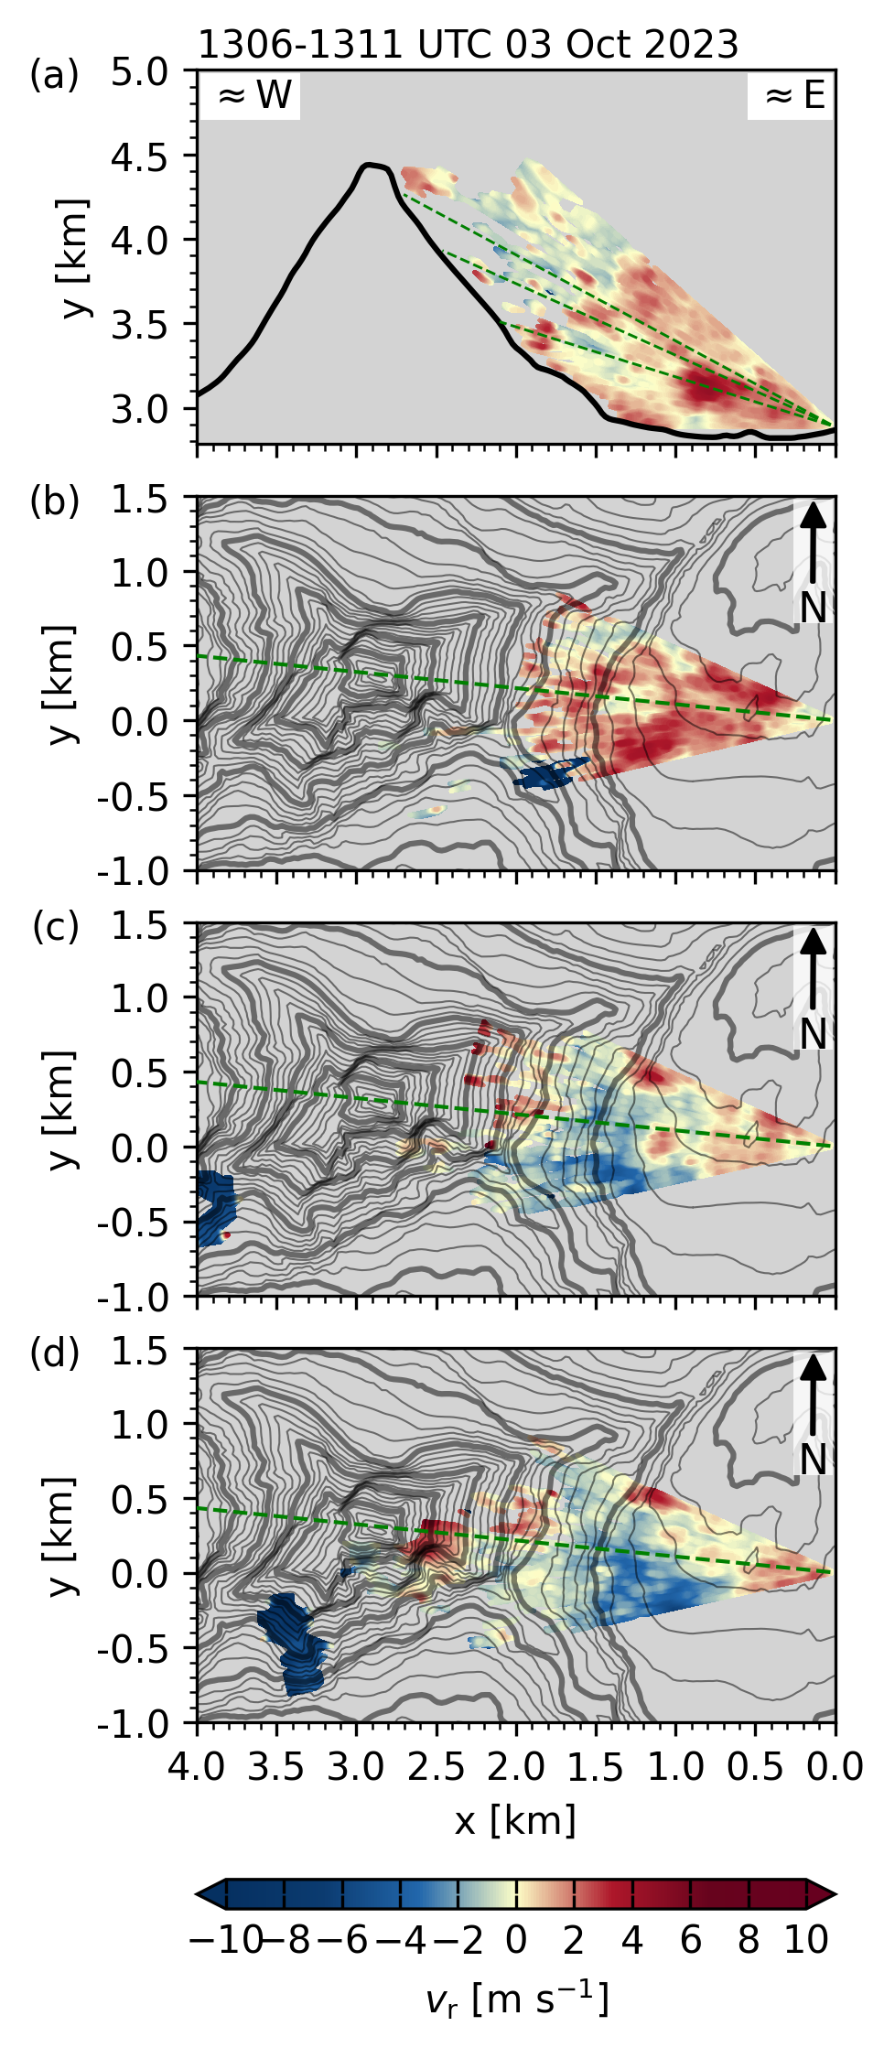 1306-1311 UTC 03 Oct 2023
(a)
≈W
≈E
5.0
4.5
4.0
3.5
3.0
y [km]
(b)
1.5
1.0
0.5
0.0
-0.5
-1.0
y [km]
N
(c)
1.5
1.0
0.5
0.0
-0.5
-1.0
y [km]
N
(d)
1.5
1.0
0.5
0.0
-0.5
-1.0
y [km]
N
4.0 3.5 3.0 2.5 2.0 1.5 1.0 0.5 0.0
x [km]
−10 −8 −6 −4 −2 0 2 4 6 8 10
vr [m s⁻¹]